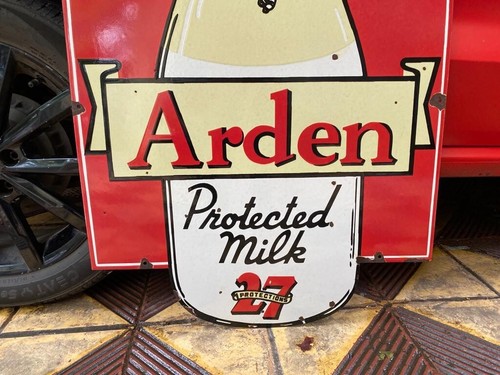 Arden
Protected
Milk
27
PROTECTIONS